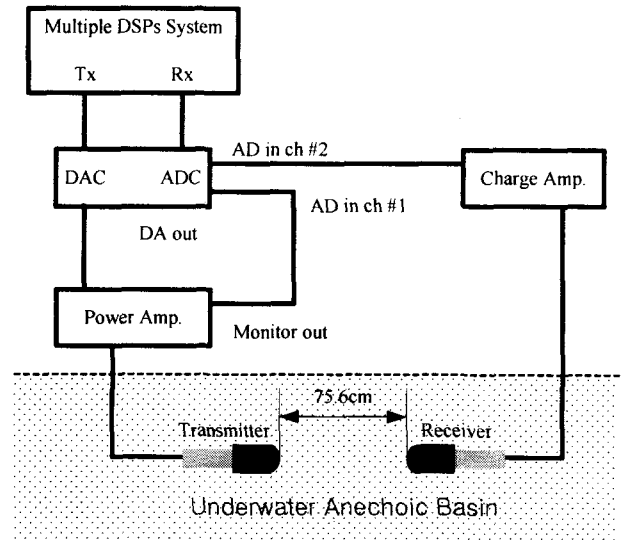 Multiple DSPs System
Tx Rx
AD in ch #2
DAC ADC
Charge Amp.
AD in ch #1
DA out
Power Amp.
Monitor out
75.6cm
Transmitter Receiver
Underwater Anechoic Basin